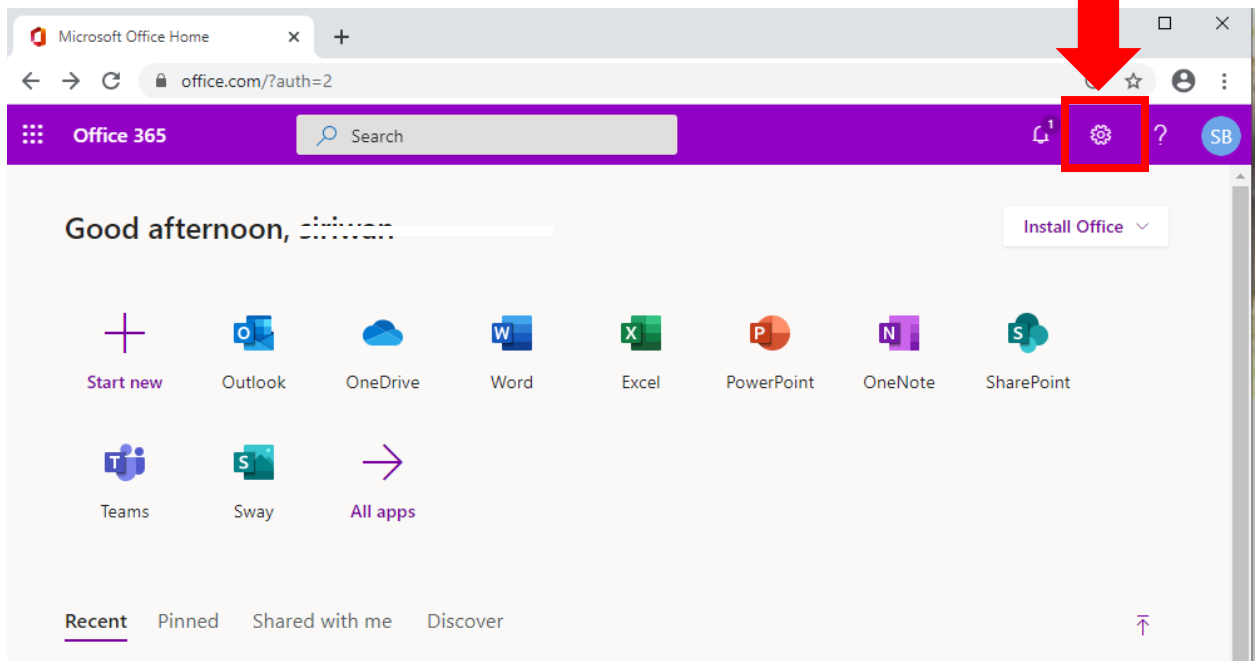 Microsoft Office Home
office.com/?auth=2
Office 365
Search
1
?
SB
Good afternoon,
Install Office
Start new
Outlook
OneDrive
Word
Excel
PowerPoint
OneNote
SharePoint
Teams
Sway
All apps
Recent
Pinned
Shared with me
Discover